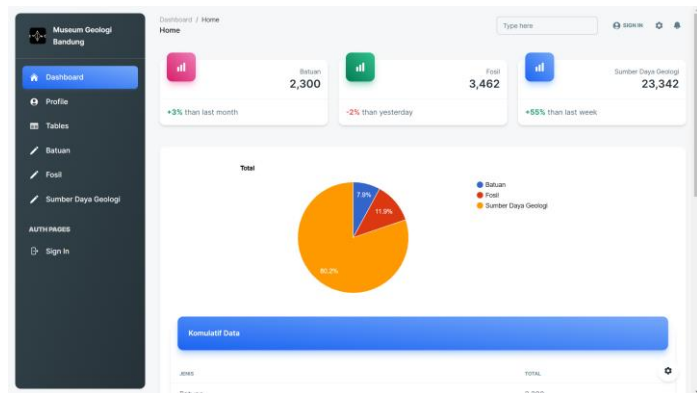 Museum Geologi
Bandung
Dashboard
Profile
Tables
Batuan
Fosil
Sumber Daya Geologi
AUTH PAGES
Sign In
Dashboard / Home
Home
Type here
SIGN IN
Batuan
2,300
+3% than last month
Fosil
3,462
-2% than yesterday
Sumber Daya Geologi
23,342
+55% than last week
Total
7.9%
11.9%
80.2%
Batuan
Fosil
Sumber Daya Geologi
Komulatif Data
JENIS TOTAL